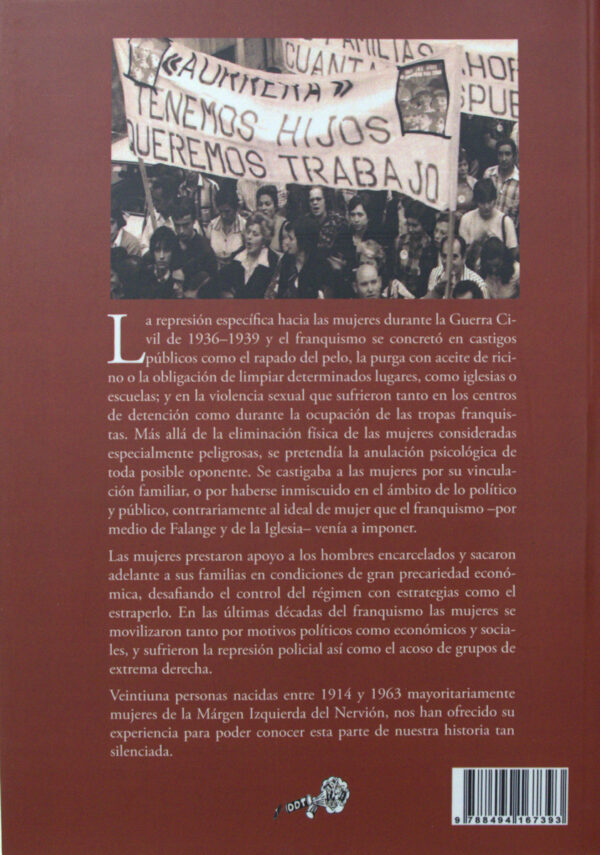 FAMILIAS
AHOR
CUANTA
SPUE
«AURRERA»
TENEMOS HIJOS
QUEREMOS TRABAJO
La represión específica hacia las mujeres durante la Guerra Ci-
vil de 1936–1939 y el franquismo se concretó en castigos
públicos como el rapado del pelo, la purga con aceite de rici-
no o la obligación de limpiar determinados lugares, como iglesias o
escuelas; y en la violencia sexual que sufrieron tanto en los centros
de detención como durante la ocupación de las tropas franquis-
tas. Más allá de la eliminación física de las mujeres consideradas
especialmente peligrosas, se pretendía la anulación psicológica de
toda posible oponente. Se castigaba a las mujeres por su vincula-
ción familiar, o por haberse inmiscuido en el ámbito de lo político
y público, contrariamente al ideal de mujer que el franquismo –por
medio de Falange y de la Iglesia– venía a imponer.
Las mujeres prestaron apoyo a los hombres encarcelados y sacaron
adelante a sus familias en condiciones de gran precariedad econó-
mica, desafiando el control del régimen con estrategias como el
estraperlo. En las últimas décadas del franquismo las mujeres se
movilizaron tanto por motivos políticos como económicos y socia-
les, y sufrieron la represión policial así como el acoso de grupos de
extrema derecha.
Veintiuna personas nacidas entre 1914 y 1963 mayoritariamente
mujeres de la Márgen Izquierda del Nervión, nos han ofrecido su
experiencia para poder conocer esta parte de nuestra historia tan
silenciada.
9 788494 167393